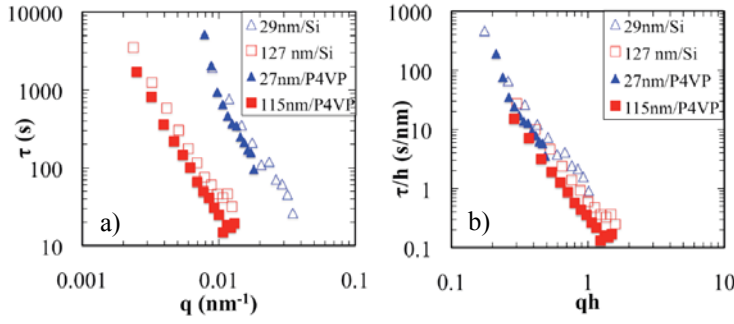 10000
1000
100
10
τ (s)
0.001
0.01
0.1
q (nm⁻¹)
a)
29nm/Si
127 nm/Si
27nm/P4VP
115nm/P4VP
1000
100
10
1
0.1
τ/h (s/nm)
0.1
1
10
qh
b)
29nm/Si
127 nm/Si
27nm/P4VP
115nm/P4VP